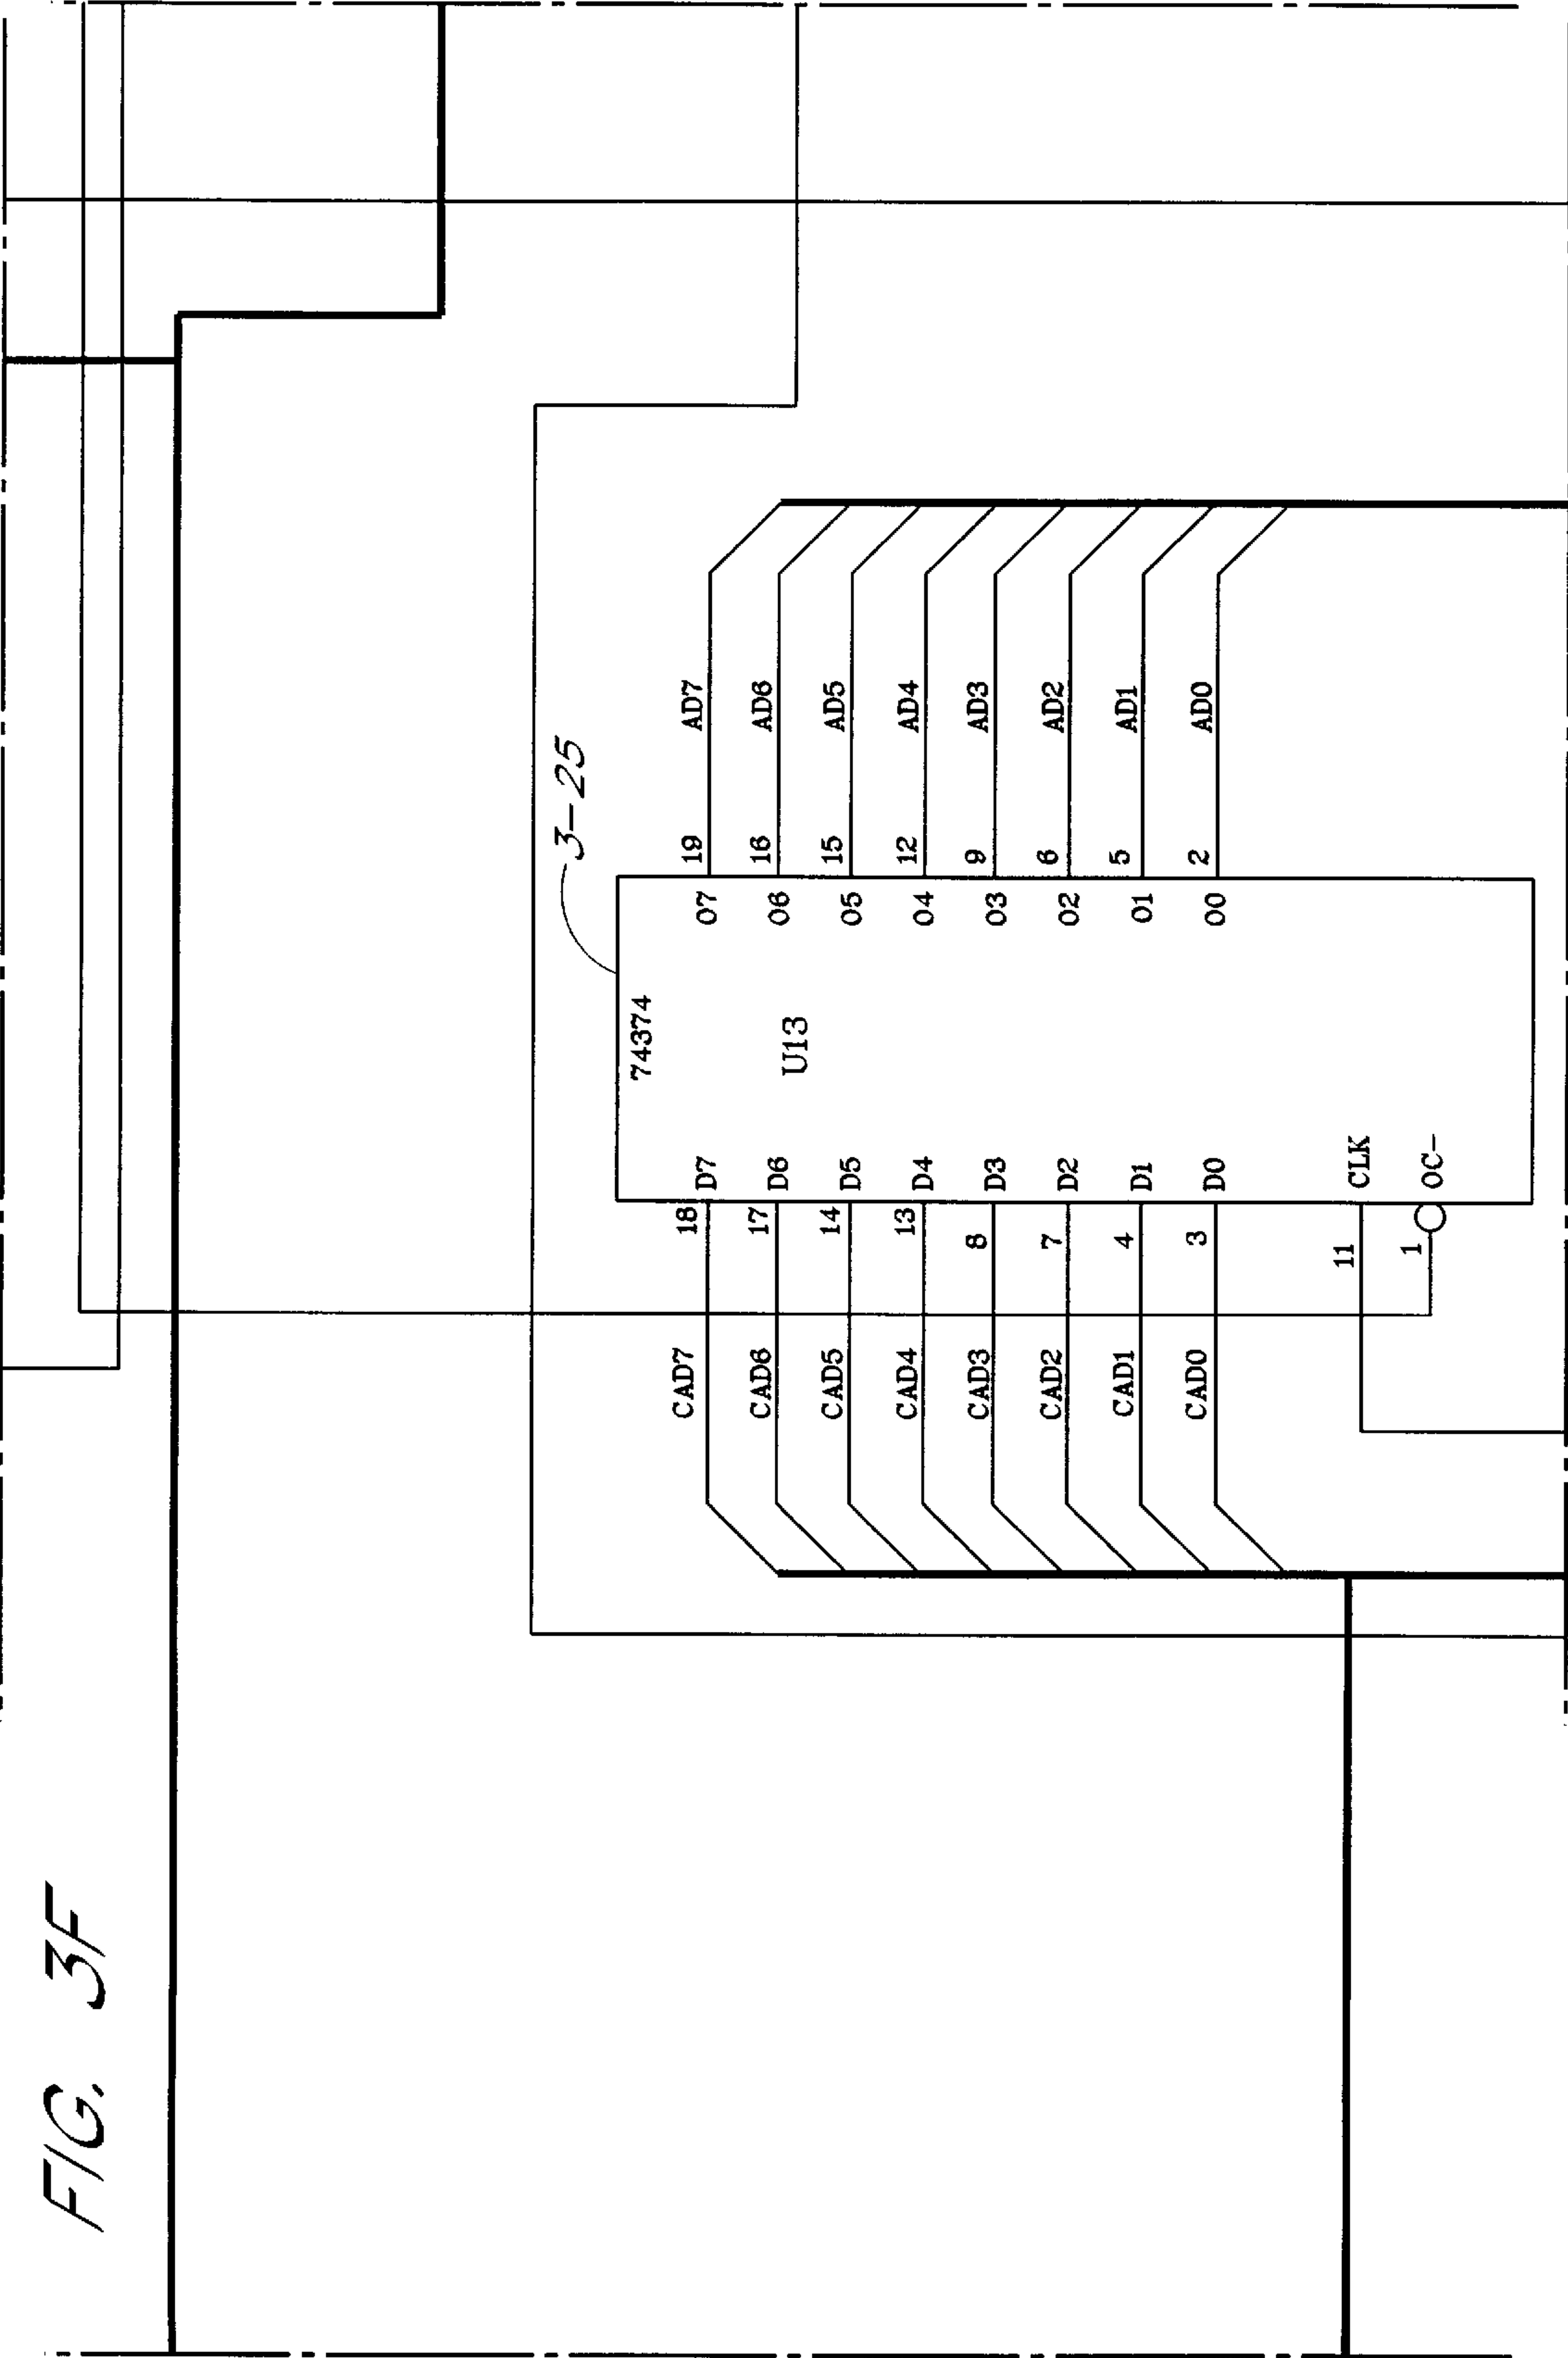 FIG. 3F
3-25
74374
U13
CAD7 18 D7 O7 19 AD7
CAD6 17 D6 O6 16 AD6
CAD5 14 D5 O5 15 AD5
CAD4 13 D4 O4 12 AD4
CAD3 8 D3 O3 9 AD3
CAD2 7 D2 O2 6 AD2
CAD1 4 D1 O1 5 AD1
CAD0 3 D0 O0 2 AD0
11 CLK
1 OC-